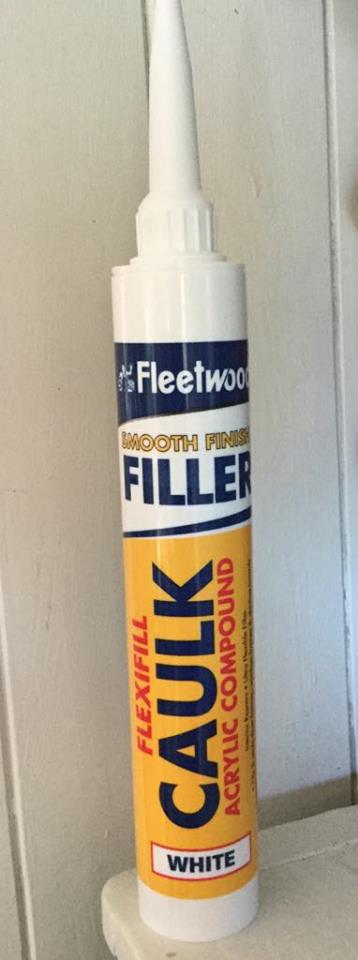 Fleetwood
SMOOTH FINISH
FILLER
FLEXIFILL
CAULK
ACRYLIC COMPOUND
WHITE